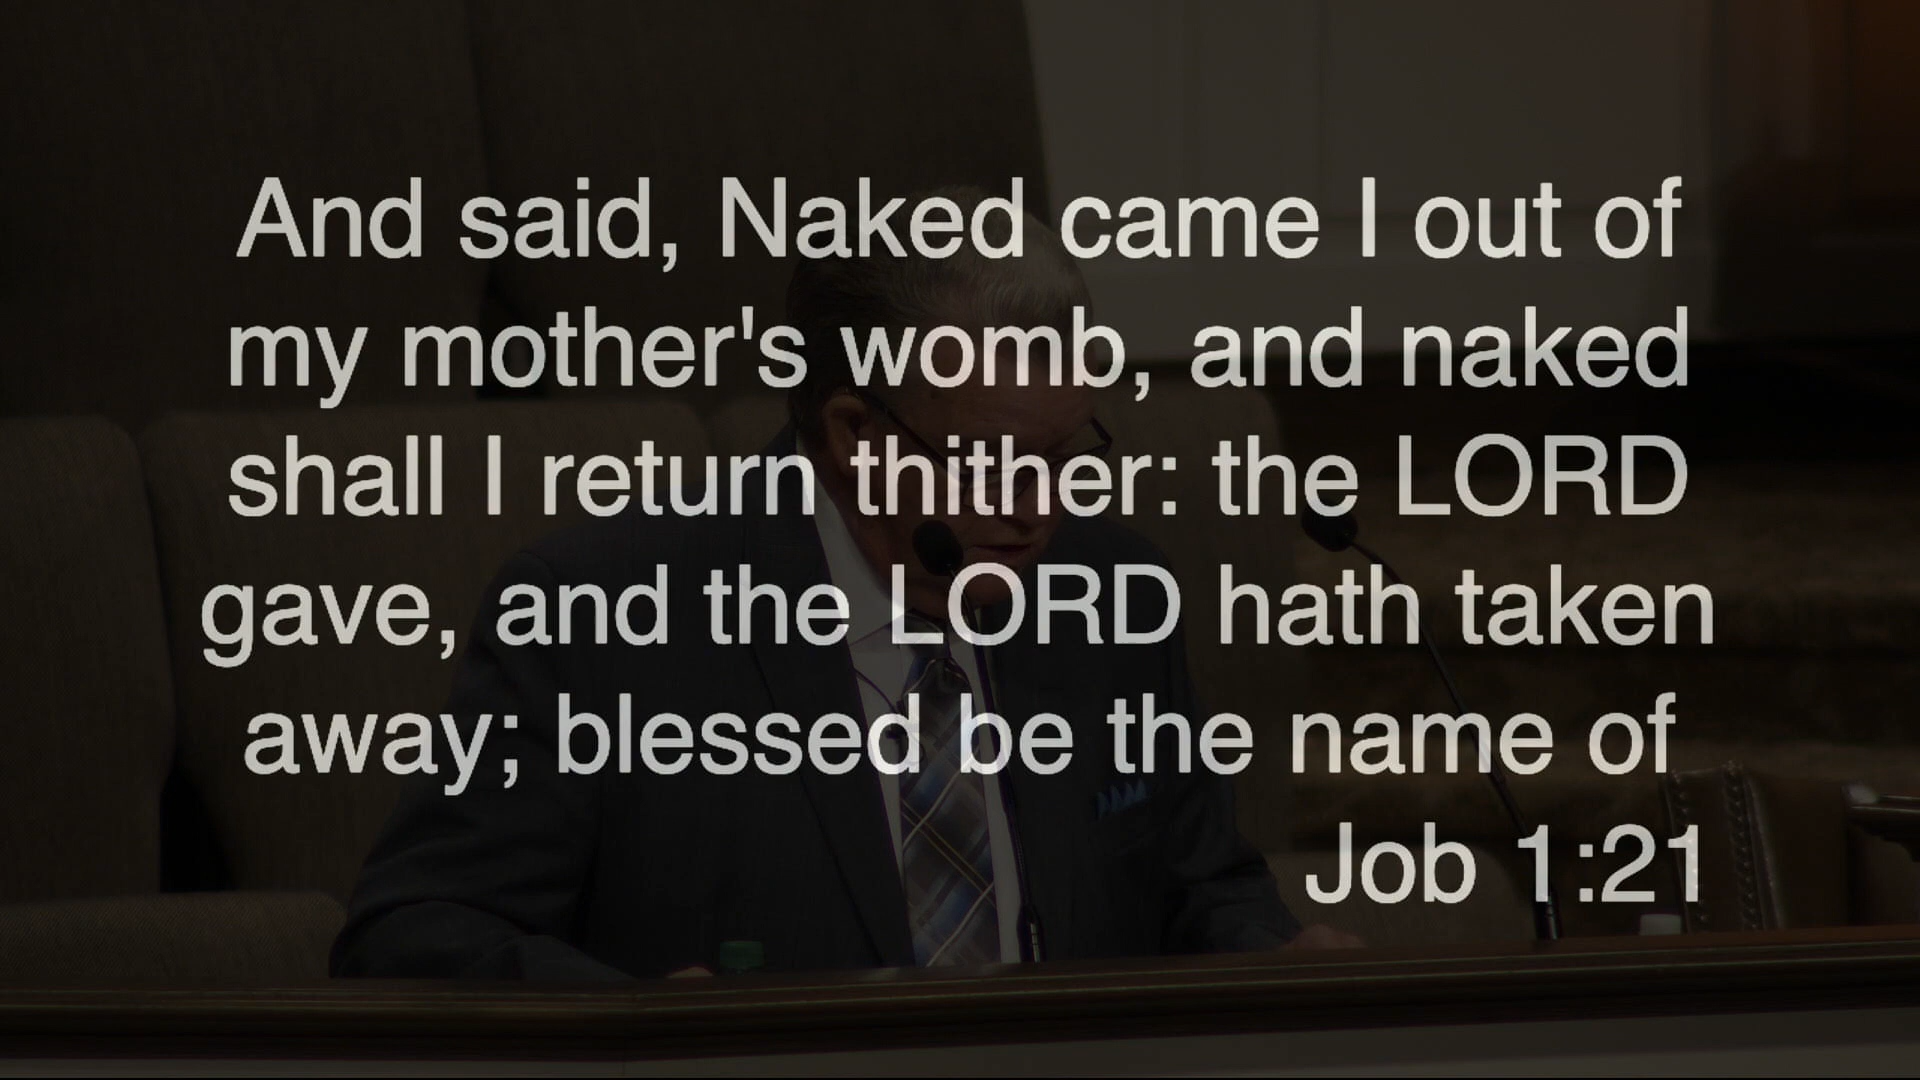 And said, Naked came I out of
my mother's womb, and naked
shall I return thither: the LORD
gave, and the LORD hath taken
away; blessed be the name of
Job 1:21